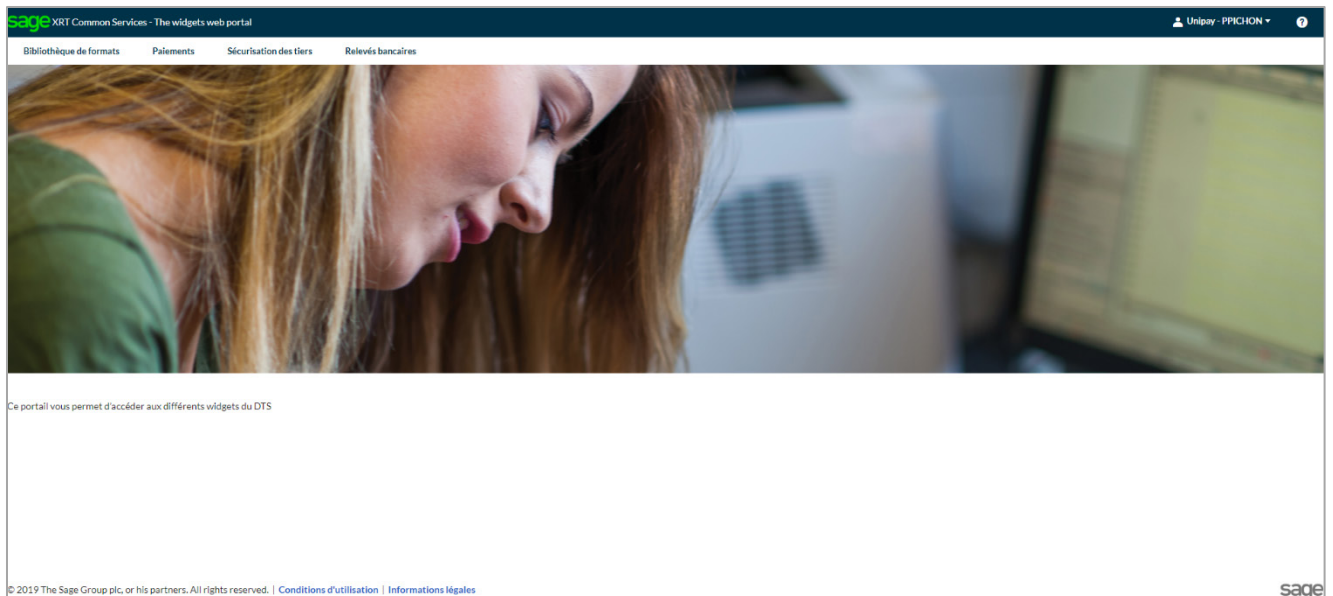 sage XRT Common Services - The widgets web portal
Unipay - PPICHON
?
Bibliothèque de formats Paiements Sécurisation des tiers Relevés bancaires
Ce portail vous permet d'accéder aux différents widgets du DTS
© 2019 The Sage Group plc, or his partners. All rights reserved. | Conditions d'utilisation | Informations légales
sage